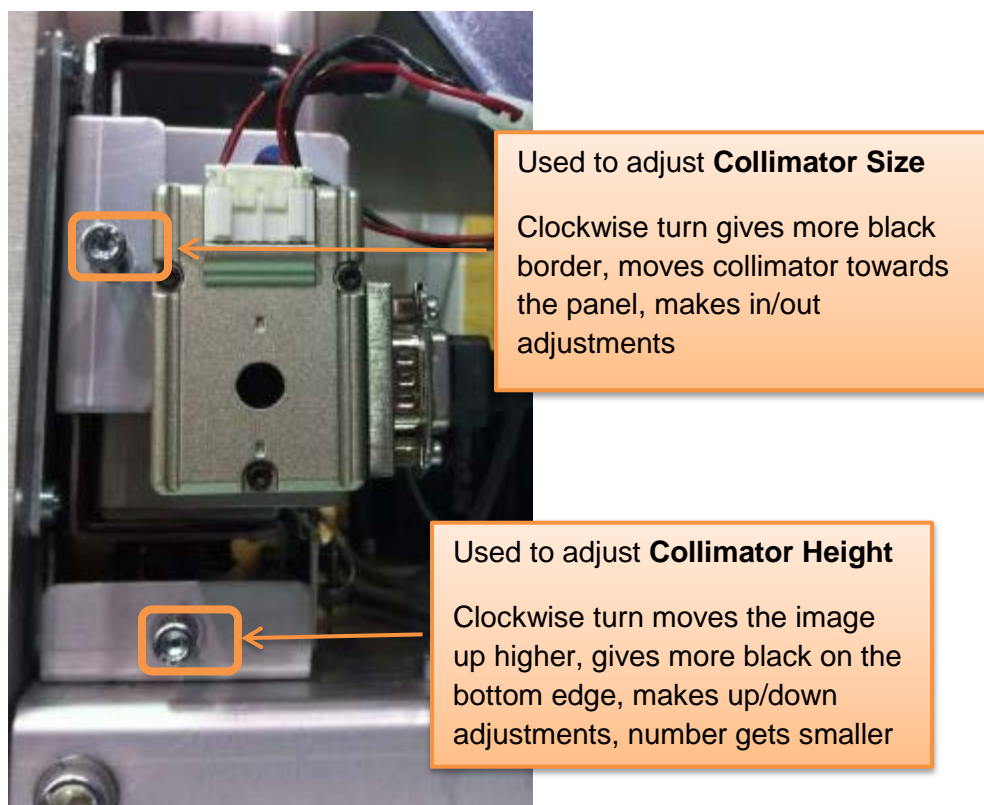 Used to adjust Collimator Size
Clockwise turn gives more black
border, moves collimator towards
the panel, makes in/out
adjustments
Used to adjust Collimator Height
Clockwise turn moves the image
up higher, gives more black on the
bottom edge, makes up/down
adjustments, number gets smaller